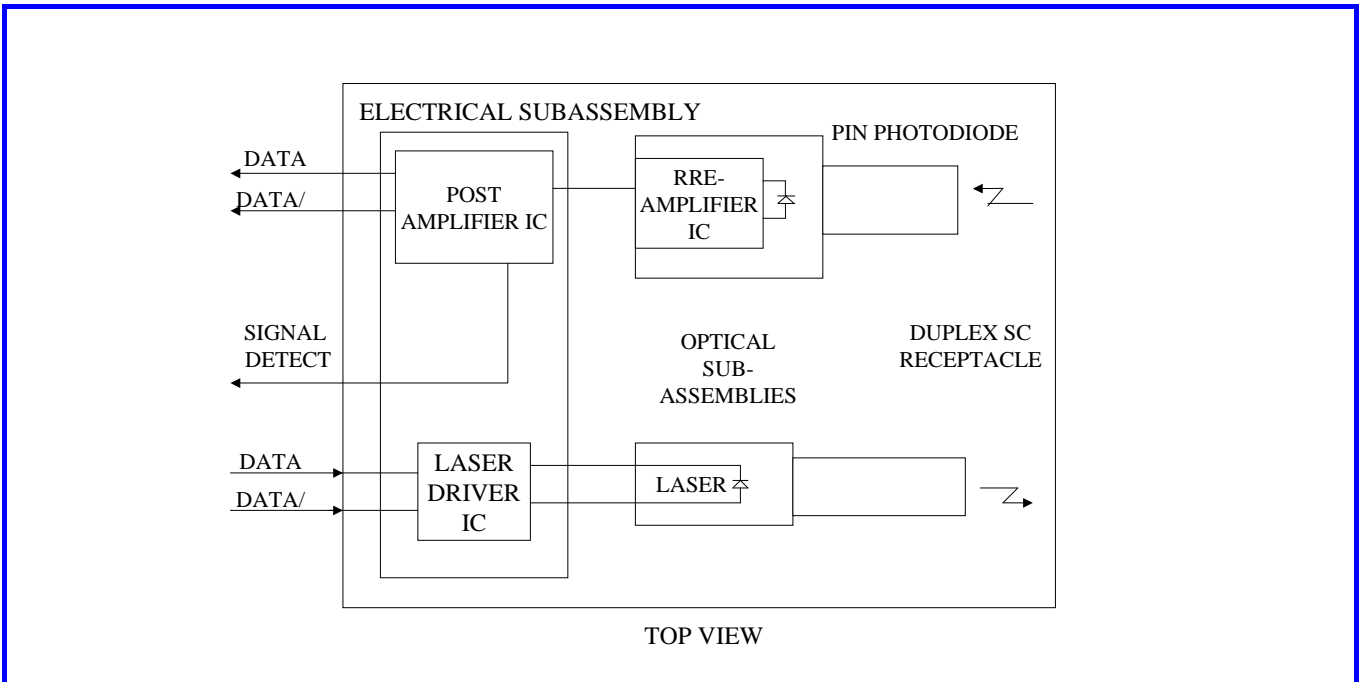 ELECTRICAL SUBASSEMBLY
PIN PHOTODIODE
DATA
DATA/
POST
AMPLIFIER IC
RRE-
AMPLIFIER
IC
SIGNAL
DETECT
OPTICAL
SUB-
ASSEMBLIES
DUPLEX SC
RECEPTACLE
DATA
DATA/
LASER
DRIVER
IC
LASER
TOP VIEW